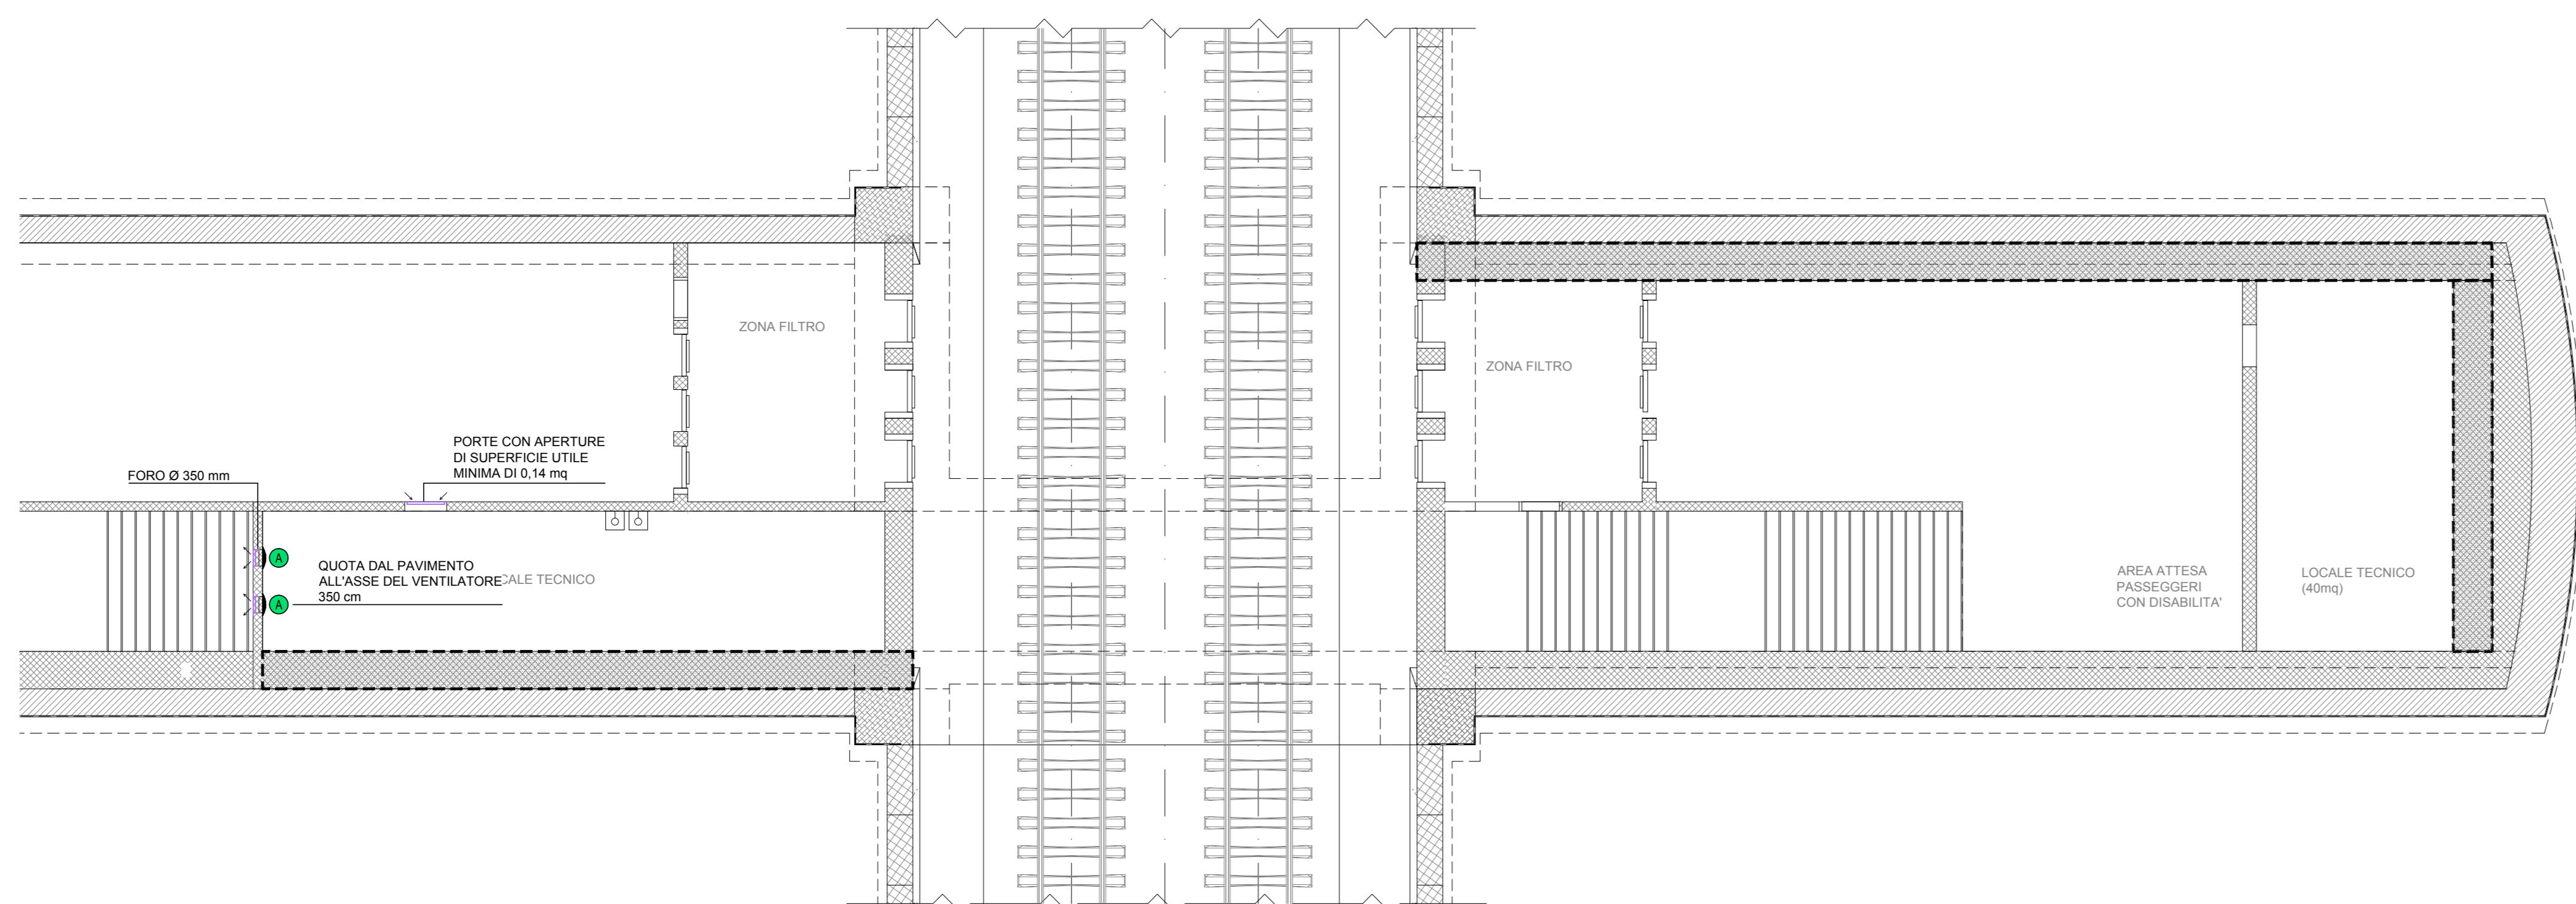 ZONA FILTRO
ZONA FILTRO
PORTE CON APERTURE
DI SUPERFICIE UTILE
MINIMA DI 0,14 mq
FORO Ø 350 mm
A
QUOTA DAL PAVIMENTO
ALL'ASSE DEL VENTILATORE
350 cm
CALE TECNICO
A
AREA ATTESA
PASSEGGERI
CON DISABILITA'
LOCALE TECNICO
(40mq)